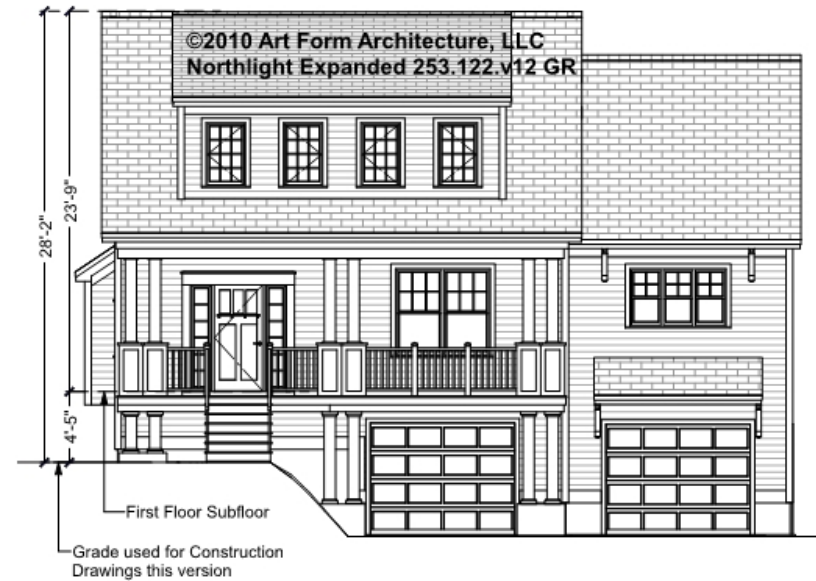 ©2010 Art Form Architecture, LLC
Northlight Expanded 253.122.v12 GR
28'-2"
23'-9"
4'-5"
First Floor Subfloor
Grade used for Construction
Drawings this version